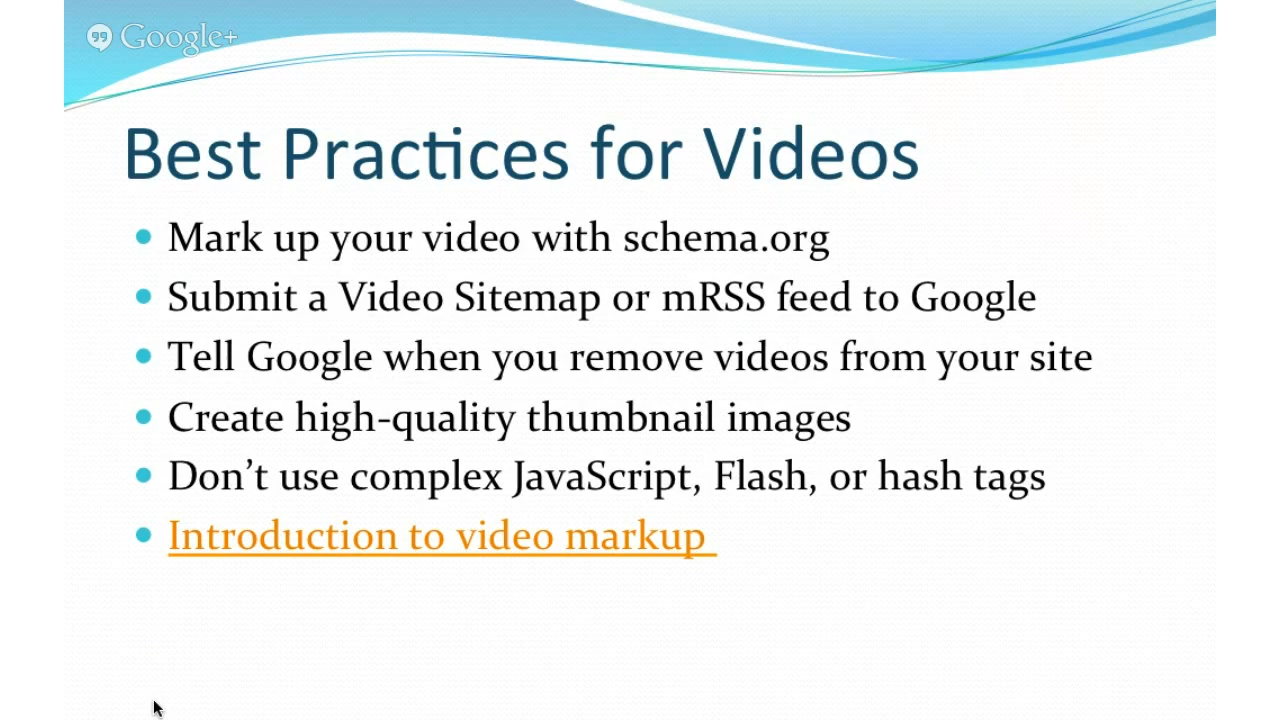 Google+
Best Practices for Videos
Mark up your video with schema.org
Submit a Video Sitemap or mRSS feed to Google
Tell Google when you remove videos from your site
Create high-quality thumbnail images
Don’t use complex JavaScript, Flash, or hash tags
Introduction to video markup